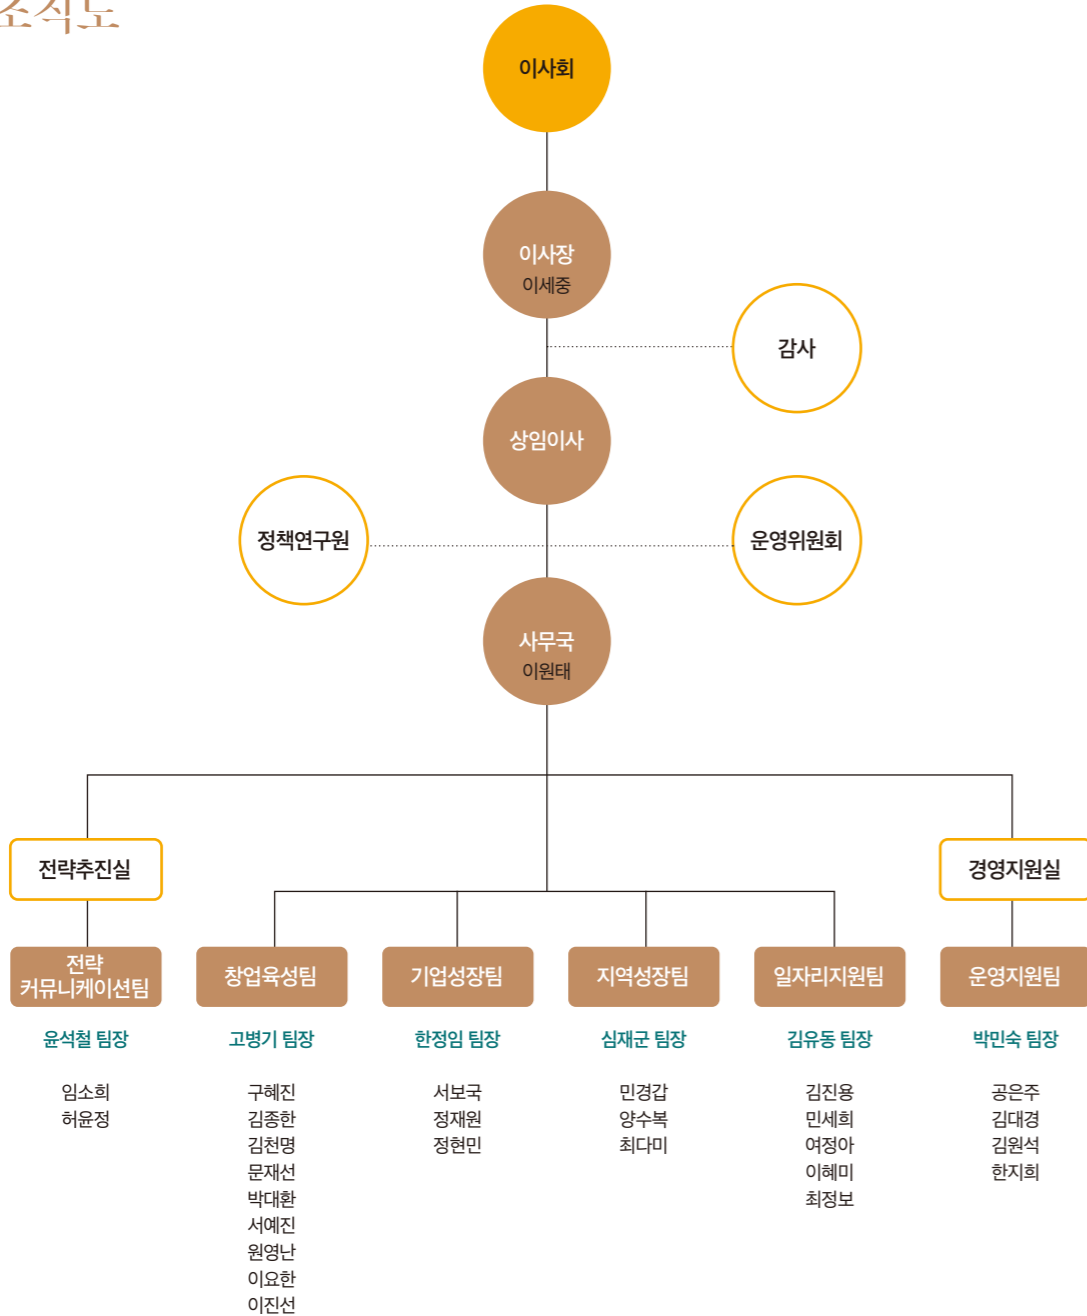 조직도
이사회
이사장
이세중
감사
상임이사
정책연구원
운영위원회
사무국
이원태
전략추진실
경영지원실
전략
커뮤니케이션팀
창업육성팀
기업성장팀
지역성장팀
일자리지원팀
운영지원팀
윤석철 팀장
고병기 팀장
한정임 팀장
심재군 팀장
김유동 팀장
박민숙 팀장
임소희
허윤정
구혜진
김종한
김천명
문재선
박대환
서예진
원영난
이요한
이진선
서보국
정재원
정현민
민경갑
양수복
최다미
김진용
민세희
여정아
이혜미
최정보
공은주
김대경
김원석
한지희